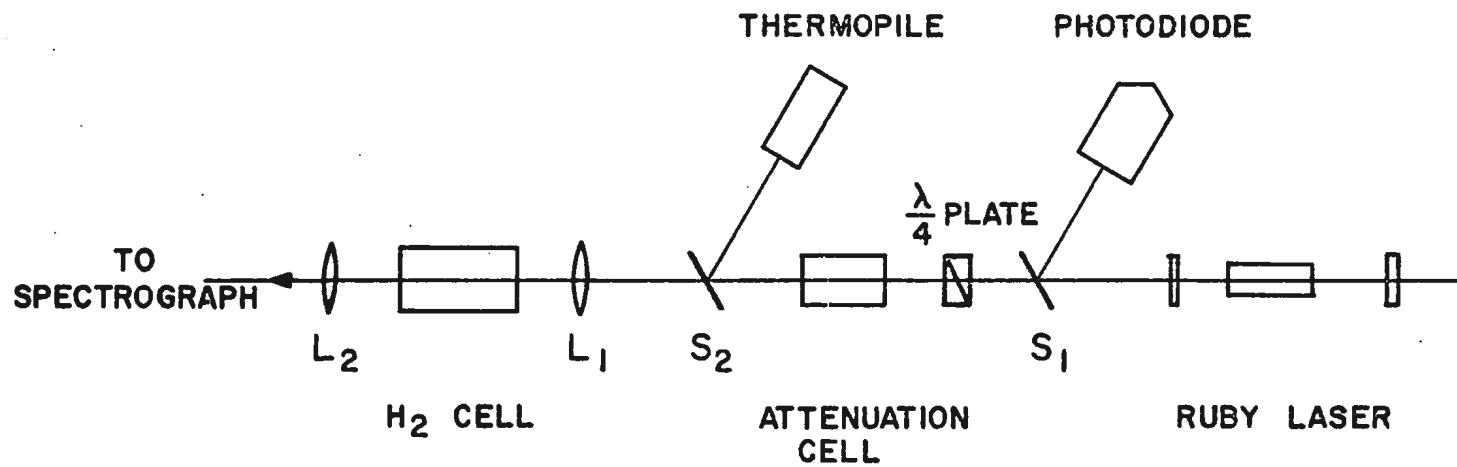 THERMOPILE
PHOTODIODE
λ/4 PLATE
TO
SPECTROGRAPH
L2
L1
S2
S1
H2 CELL
ATTENUATION
CELL
RUBY LASER